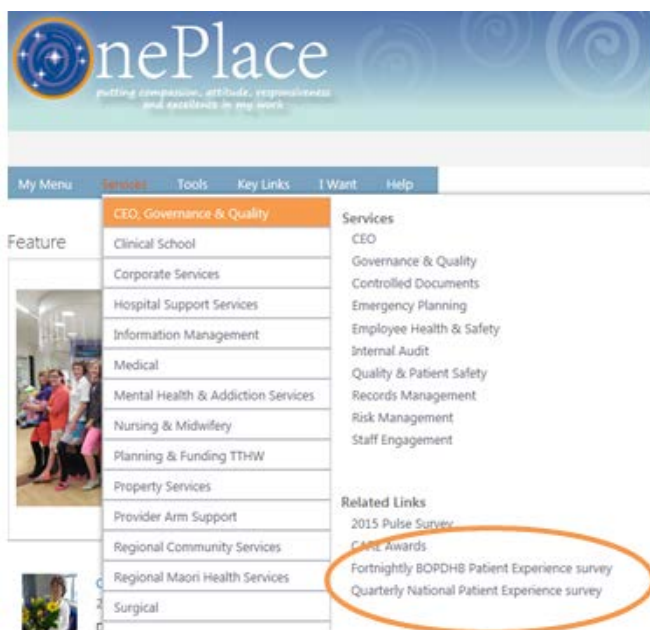 OnePlace
putting compassion, attitude, responsiveness
and excellence in my work
My Menu Services Tools Key Links I Want Help
Feature
CEO, Governance & Quality
Clinical School
Corporate Services
Hospital Support Services
Information Management
Medical
Mental Health & Addiction Services
Nursing & Midwifery
Planning & Funding TTHW
Property Services
Provider Arm Support
Regional Community Services
Regional Maori Health Services
Surgical
Services
CEO
Governance & Quality
Controlled Documents
Emergency Planning
Employee Health & Safety
Internal Audit
Quality & Patient Safety
Records Management
Risk Management
Staff Engagement
Related Links
2015 Pulse Survey
CARE Awards
Fortnightly BOPDHB Patient Experience survey
Quarterly National Patient Experience survey